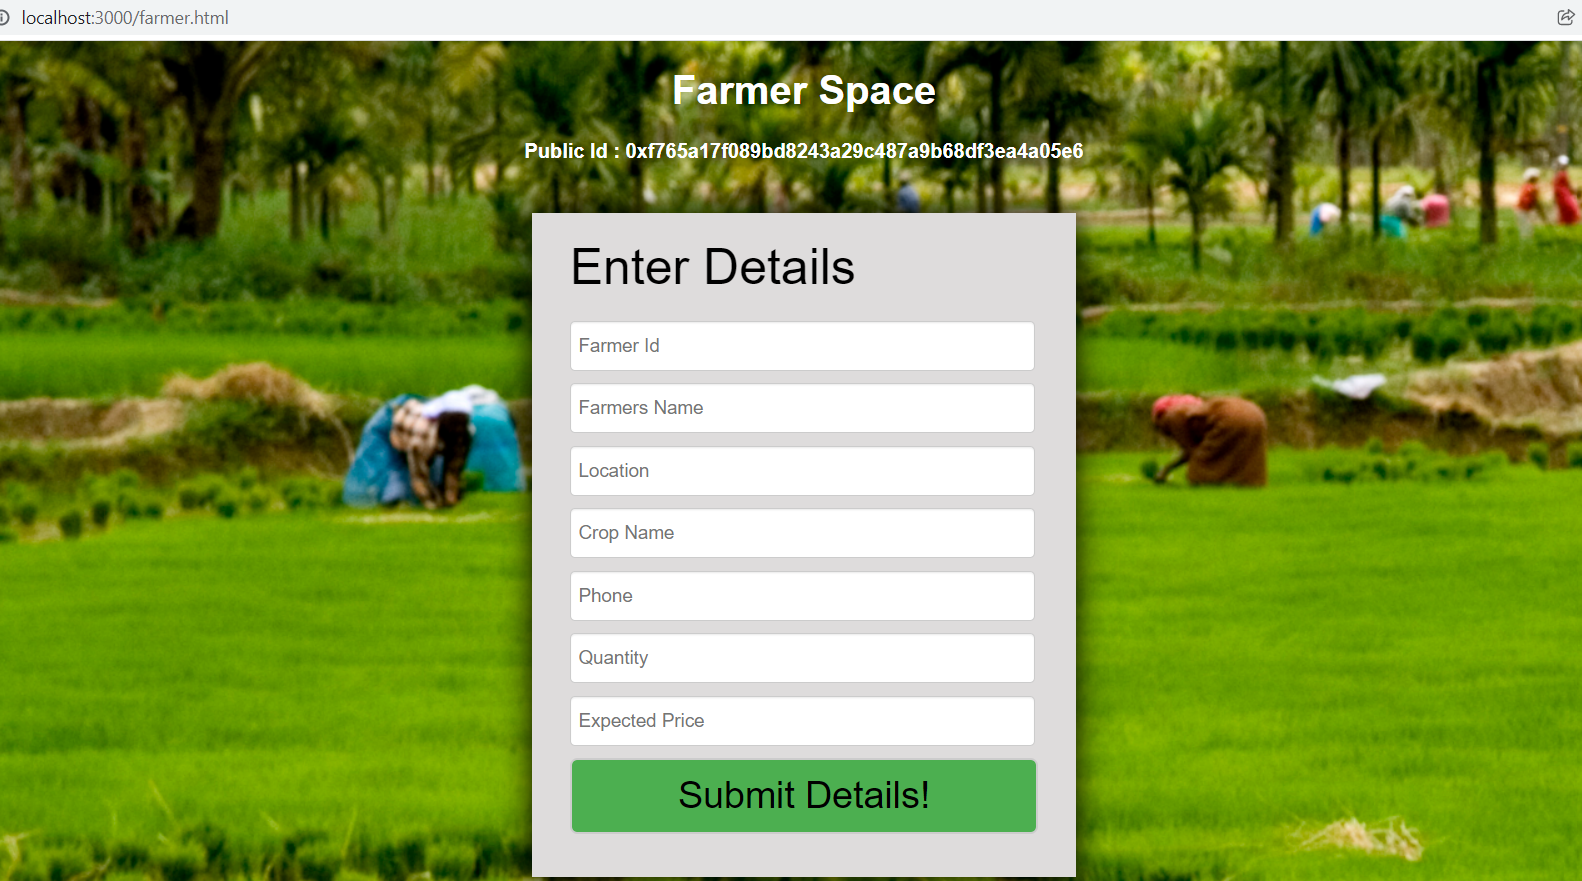 localhost:3000/farmer.html
Farmer Space
Public Id : 0xf765a17f089bd8243a29c487a9b68df3ea4a05e6
Enter Details
Farmer Id
Farmers Name
Location
Crop Name
Phone
Quantity
Expected Price
Submit Details!